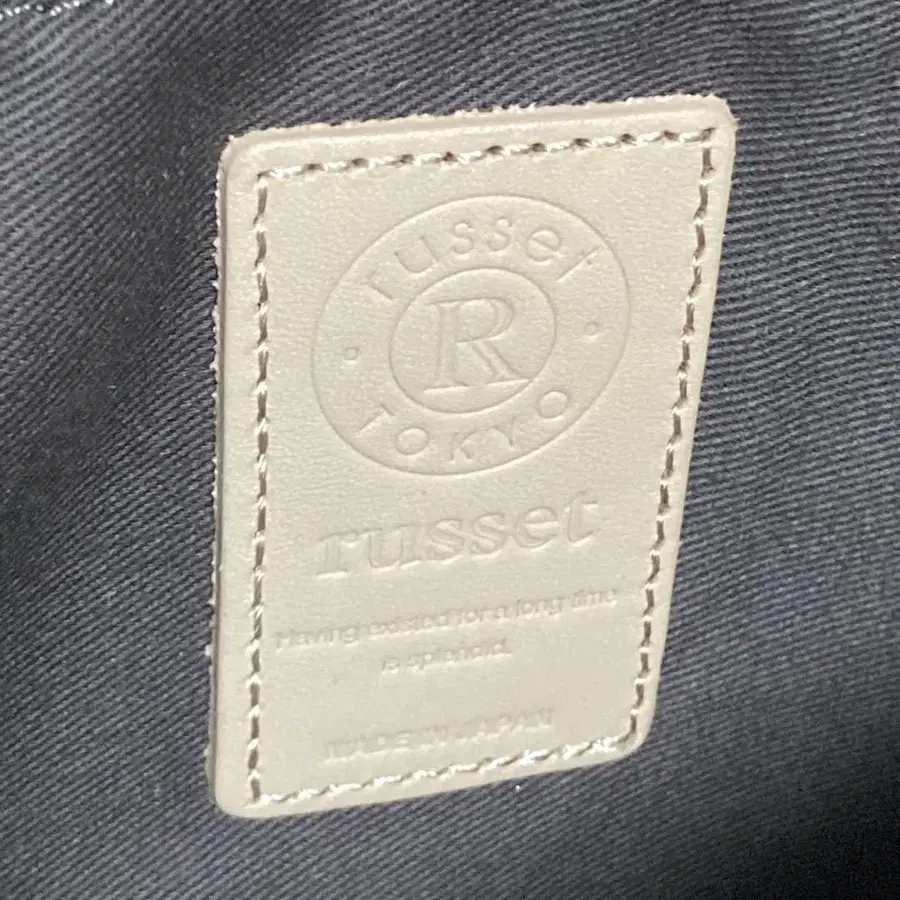 russet
R
TOKYO
russet
Having existed for a long time
is splendid.
MADE IN JAPAN